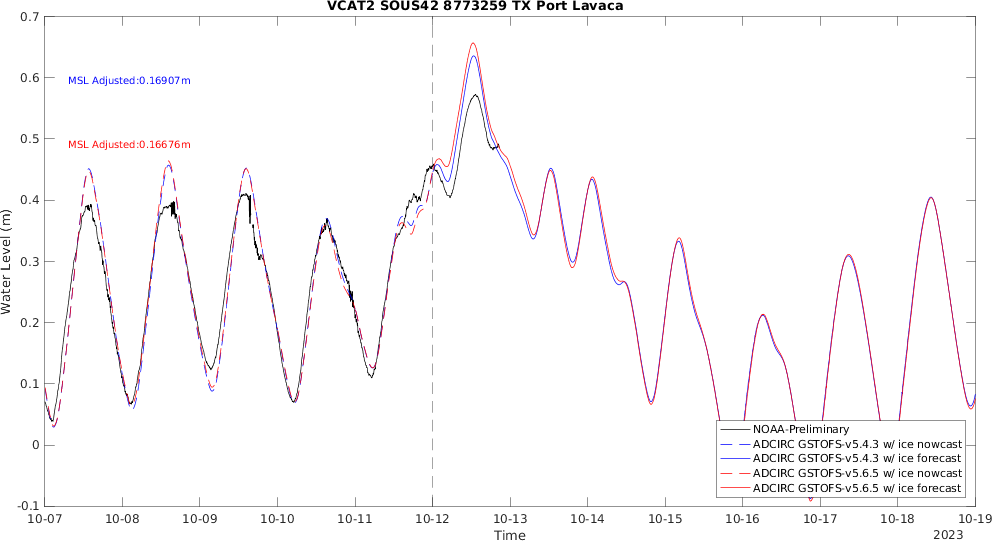 VCAT2 SOUS42 8773259 TX Port Lavaca
0.7
0.6
0.5
0.4
0.3
0.2
0.1
0
-0.1
Water Level (m)
MSL Adjusted:0.16907m
MSL Adjusted:0.16676m
NOAA-Preliminary
ADCIRC GSTOFS-v5.4.3 w/ ice nowcast
ADCIRC GSTOFS-v5.4.3 w/ ice forecast
ADCIRC GSTOFS-v5.6.5 w/ ice nowcast
ADCIRC GSTOFS-v5.6.5 w/ ice forecast
10-07 10-08 10-09 10-10 10-11 10-12 10-13 10-14 10-15 10-16 10-17 10-18 10-19
Time
2023